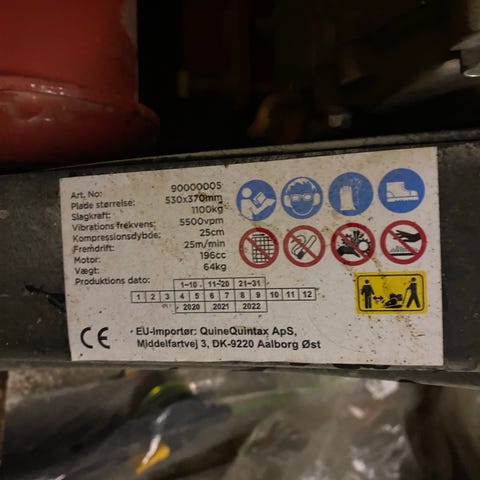 Art. No: 90000005
Plade størrelse: 530x370mm
Slagkraft: 1100kg
Vibrations frekvens: 5500vpm
Kompressionsdybde: 25cm
Fremdrift: 25m/min
Motor: 196cc
Vægt: 64kg
Produktions dato:
1-10 11-20 21-31
1 2 3 4 5 6 7 8 9 10 11 12
2020 2021 2022
CE EU-Importør: QuineQuintax ApS,
Middelfartvej 3, DK-9220 Aalborg Øst